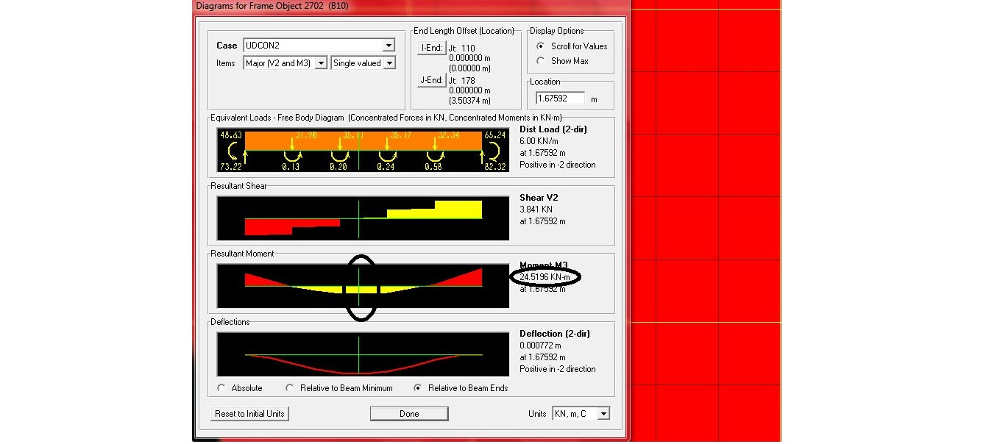 Diagrams for Frame Object 2702 (B10)
Case UDCON2
Items Major (V2 and M3) Single valued
End Length Offset (Location)
I-End: Jt: 110
0.000000 m
(0.00000 m)
J-End: Jt: 178
0.000000 m
(3.50374 m)
Display Options
Scroll for Values
Show Max
Location
1.67592 m
Equivalent Loads - Free Body Diagram (Concentrated Forces in KN, Concentrated Moments in KN-m)
48.63 31.90 35.11 35.17 32.34 65.24
73.22 0.13 0.20 0.24 0.58 82.32
Dist Load (2-dir)
6.00 KN/m
at 1.67592 m
Positive in -2 direction
Resultant Shear
Shear V2
3.841 KN
at 1.67592 m
Resultant Moment
Moment M3
24.5196 KN-m
at 1.67592 m
Deflections
Deflection (2-dir)
0.000772 m
at 1.67592 m
Positive in -2 direction
Absolute Relative to Beam Minimum Relative to Beam Ends
Reset to Initial Units Done Units KN, m, C